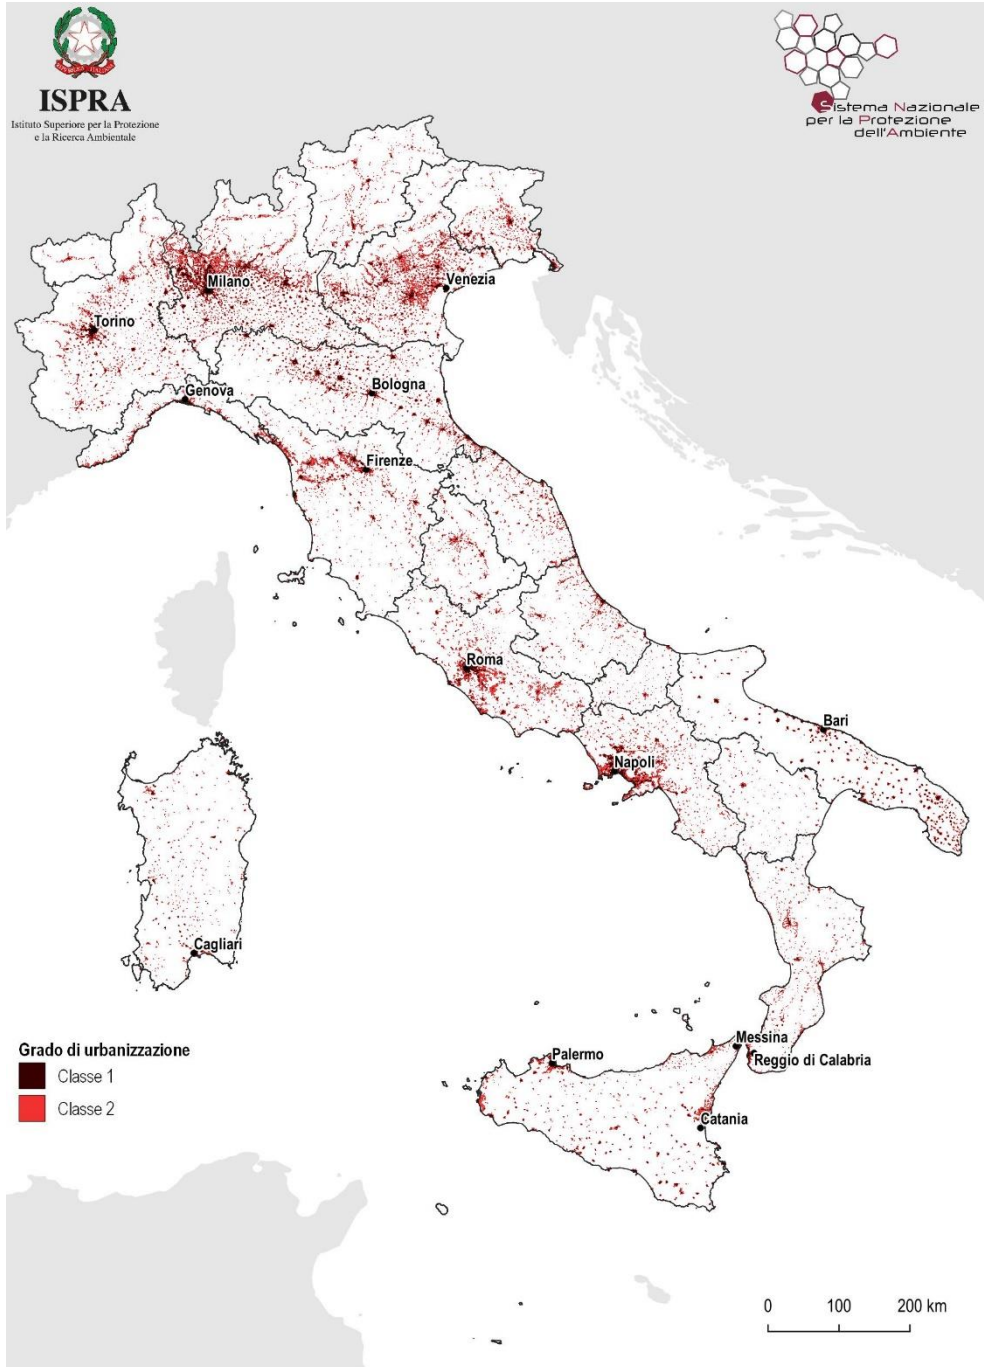 ISPRA
Istituto Superiore per la Protezione
e la Ricerca Ambientale
Sistema Nazionale
per la Protezione
dell'Ambiente
Milano
Venezia
Torino
Bologna
Genova
Firenze
Roma
Bari
Napoli
Cagliari
Messina
Palermo
Reggio di Calabria
Catania
Grado di urbanizzazione
Classe 1
Classe 2
0 100 200 km